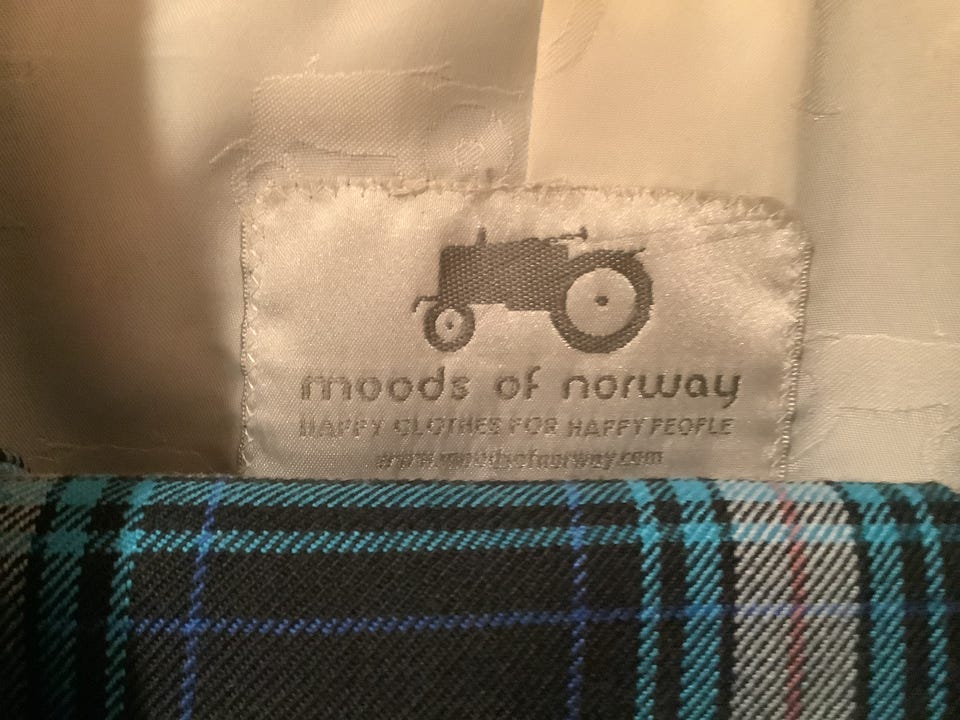 moods of norway
HAPPY CLOTHES FOR HAPPY PEOPLE
www.moodsofnorway.com